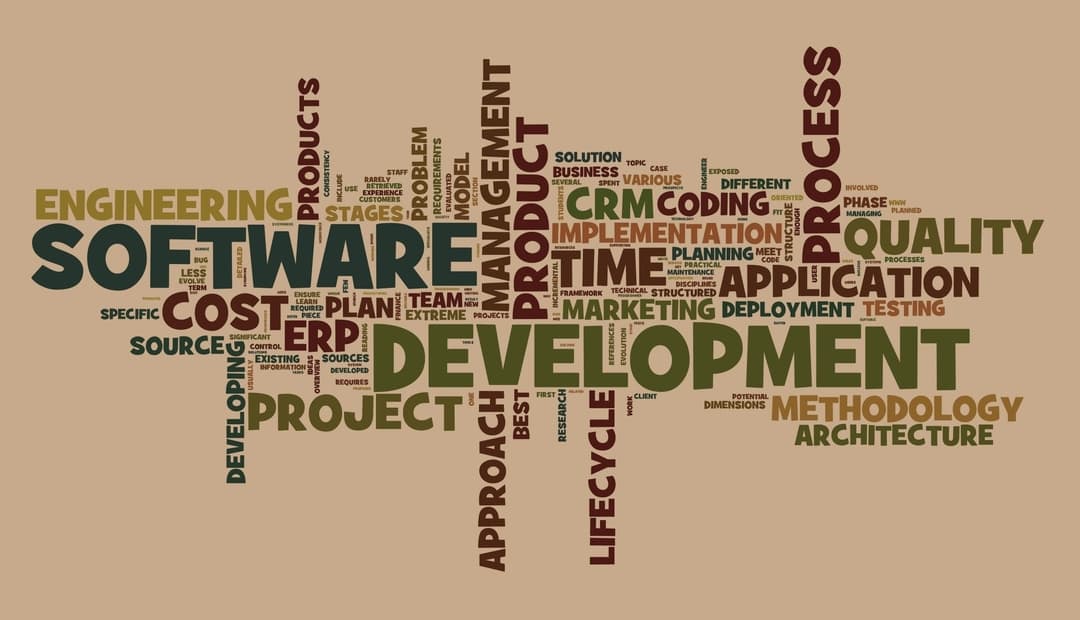 PROCESS
MANAGEMENT
PRODUCTS
PRODUCT
PROBLEM
REQUIREMENTS
MODEL
CONSISTENCY
SOLUTION
TOPIC
CASE
BUSINESS
ENGINEER
EXPOSED
STAFF
RARELY
RETRIEVED
EXPERIENCE
CUSTOMERS
INCLUDE
USE
EVALUATED
SECTION
SEVERAL
SPENT
VARIOUS
DIFFERENT
INVOLVED
ENGINEERING
STAGES
STUDENTS
CRM
CODING
ORIENTED
FIT
STRUCTURE
ENOUGH
PHASE
WWW
MANAGING
PLANNED
SOFTWARE
IMPLEMENTATION
QUALITY
TIME
PLANNING
MEET
CODE
PRACTICAL
MAINTENANCE
PROCESSES
USER
APPLICATION
BUG
LESS
EVOLVE
TERM
DETAILED
FEW
DISCIPLINES
INCREMENTAL
FRAMEWORK
TECHNICAL
STRUCTURED
SPECIFIC
COST
ENSURE
LEARN
REQUIRED
PIECE
PLAN
FINANCE
TEAM
EXTREME
PROJECTS
MARKETING
DEPLOYMENT
TESTING
SOURCE
SIGNIFICANT
ERP
READING
DEVELOPMENT
REFERENCES
EVOLUTION
CONTROL
EXISTING
INFORMATION
IDEAS
OVERVIEW
SOURCES
DEVELOPED
REQUIRES
USUALLY
DEVELOPING
PROJECT
ONE
APPROACH
BEST
FIRST
RESEARCH
LIFECYCLE
WORK
CLIENT
POTENTIAL
DIMENSIONS
METHODOLOGY
ARCHITECTURE